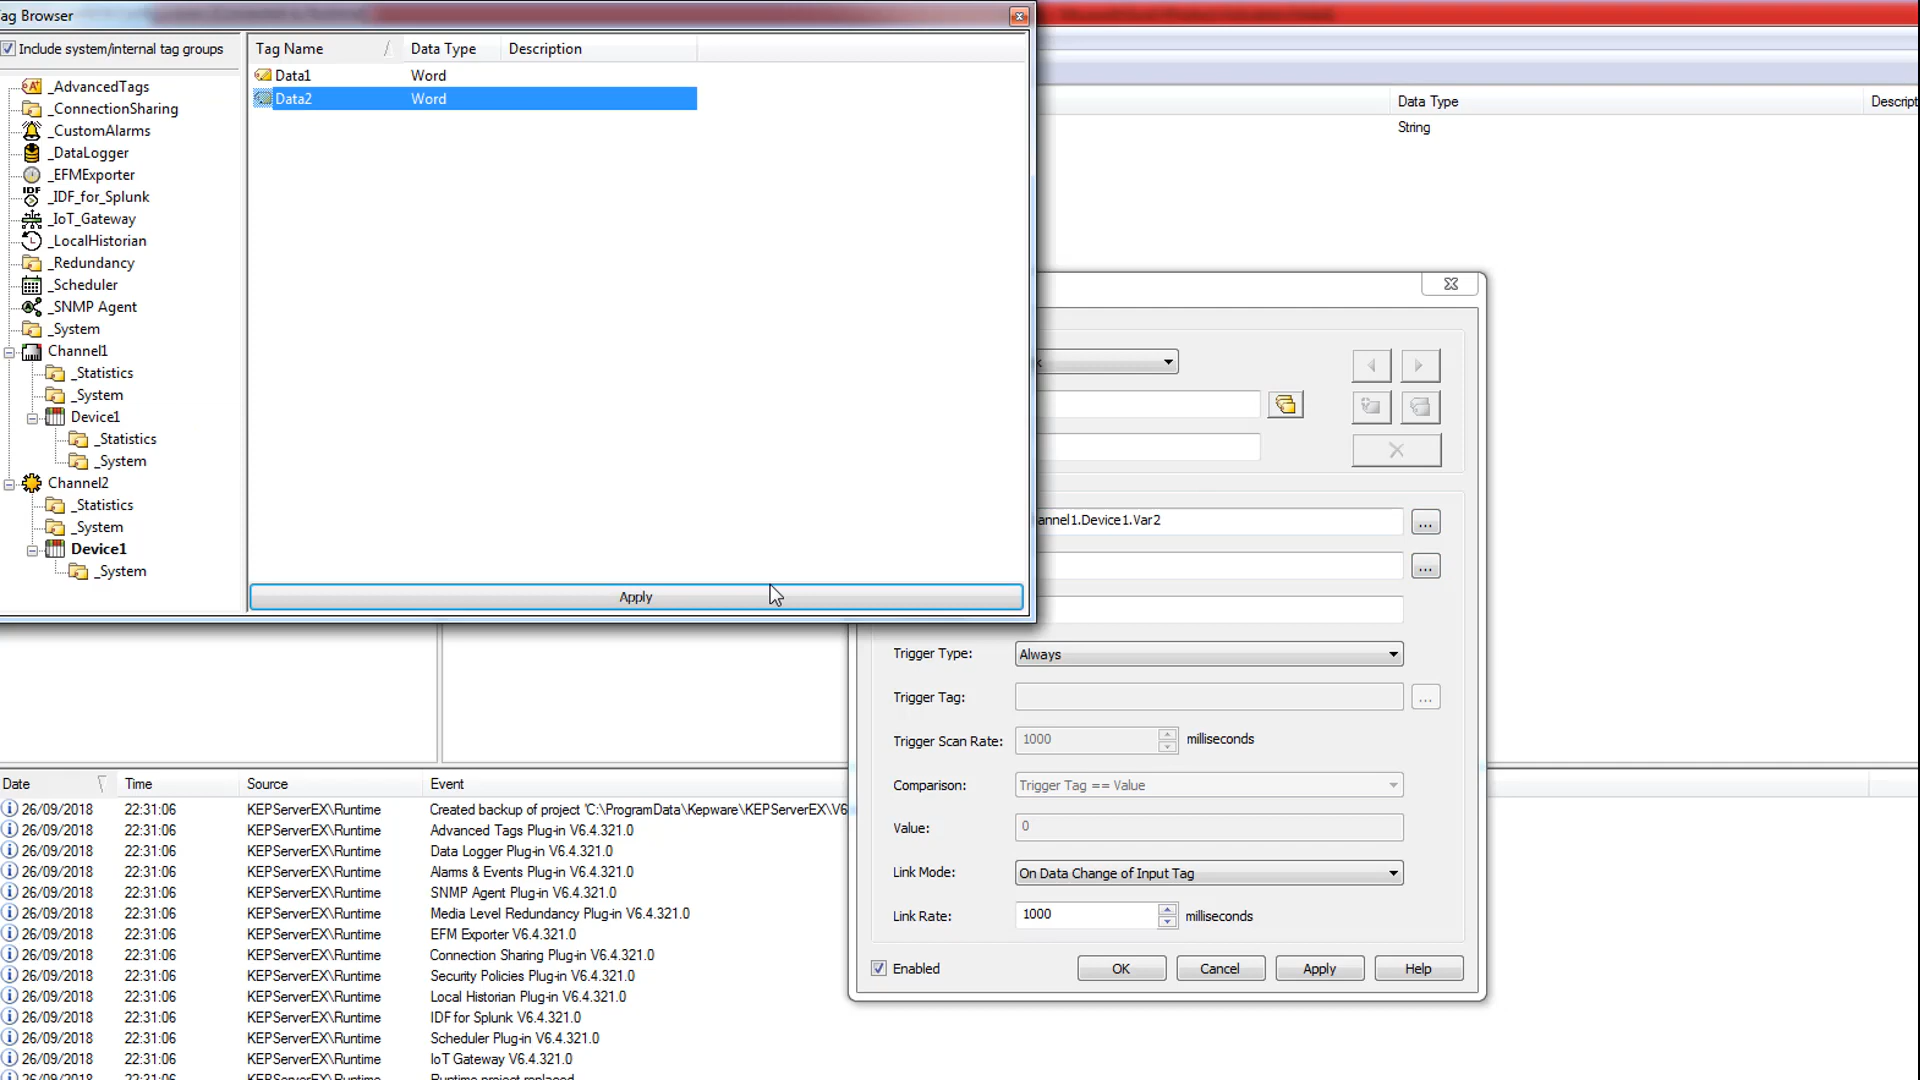 ag Browser
Include system/internal tag groups
_AdvancedTags
_ConnectionSharing
_CustomAlarms
_DataLogger
_EFMExporter
_IDF_for_Splunk
_IoT_Gateway
_LocalHistorian
_Redundancy
_Scheduler
_SNMP Agent
_System
Channel1
_Statistics
_System
Device1
_Statistics
_System
Channel2
_Statistics
_System
Device1
_System
Tag Name Data Type Description
Data1 Word
Data2 Word
Apply
Data Type Descript
String
annel1.Device1.Var2
...
...
Trigger Type: Always
Trigger Tag: ...
Trigger Scan Rate: 1000 milliseconds
Comparison: Trigger Tag == Value
Value: 0
Link Mode: On Data Change of Input Tag
Link Rate: 1000 milliseconds
Enabled OK Cancel Apply Help
Date Time Source Event
26/09/2018 22:31:06 KEPServerEX\Runtime Created backup of project 'C:\ProgramData\Kepware\KEPServerEX\V6
26/09/2018 22:31:06 KEPServerEX\Runtime Advanced Tags Plug-in V6.4.321.0
26/09/2018 22:31:06 KEPServerEX\Runtime Data Logger Plug-in V6.4.321.0
26/09/2018 22:31:06 KEPServerEX\Runtime Alarms & Events Plug-in V6.4.321.0
26/09/2018 22:31:06 KEPServerEX\Runtime SNMP Agent Plug-in V6.4.321.0
26/09/2018 22:31:06 KEPServerEX\Runtime Media Level Redundancy Plug-in V6.4.321.0
26/09/2018 22:31:06 KEPServerEX\Runtime EFM Exporter V6.4.321.0
26/09/2018 22:31:06 KEPServerEX\Runtime Connection Sharing Plug-in V6.4.321.0
26/09/2018 22:31:06 KEPServerEX\Runtime Security Policies Plug-in V6.4.321.0
26/09/2018 22:31:06 KEPServerEX\Runtime Local Historian Plug-in V6.4.321.0
26/09/2018 22:31:06 KEPServerEX\Runtime IDF for Splunk V6.4.321.0
26/09/2018 22:31:06 KEPServerEX\Runtime Scheduler Plug-in V6.4.321.0
26/09/2018 22:31:06 KEPServerEX\Runtime IoT Gateway V6.4.321.0
26/09/2018 22:31:06 KEPServerEX\Runtime Runtime project replaced